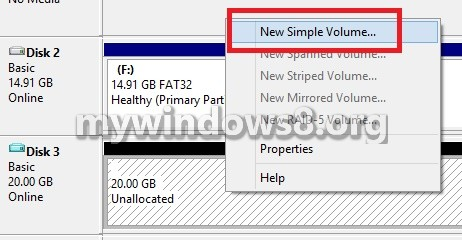 New Simple Volume...
New Spanned Volume...
New Striped Volume...
New Mirrored Volume...
New RAID-5 Volume...
Properties
Help
Disk 2
Basic
14.91 GB
Online
(F:)
14.91 GB FAT32
Healthy (Primary Part
mywindows8.org
Disk 3
Basic
20.00 GB
Online
20.00 GB
Unallocated